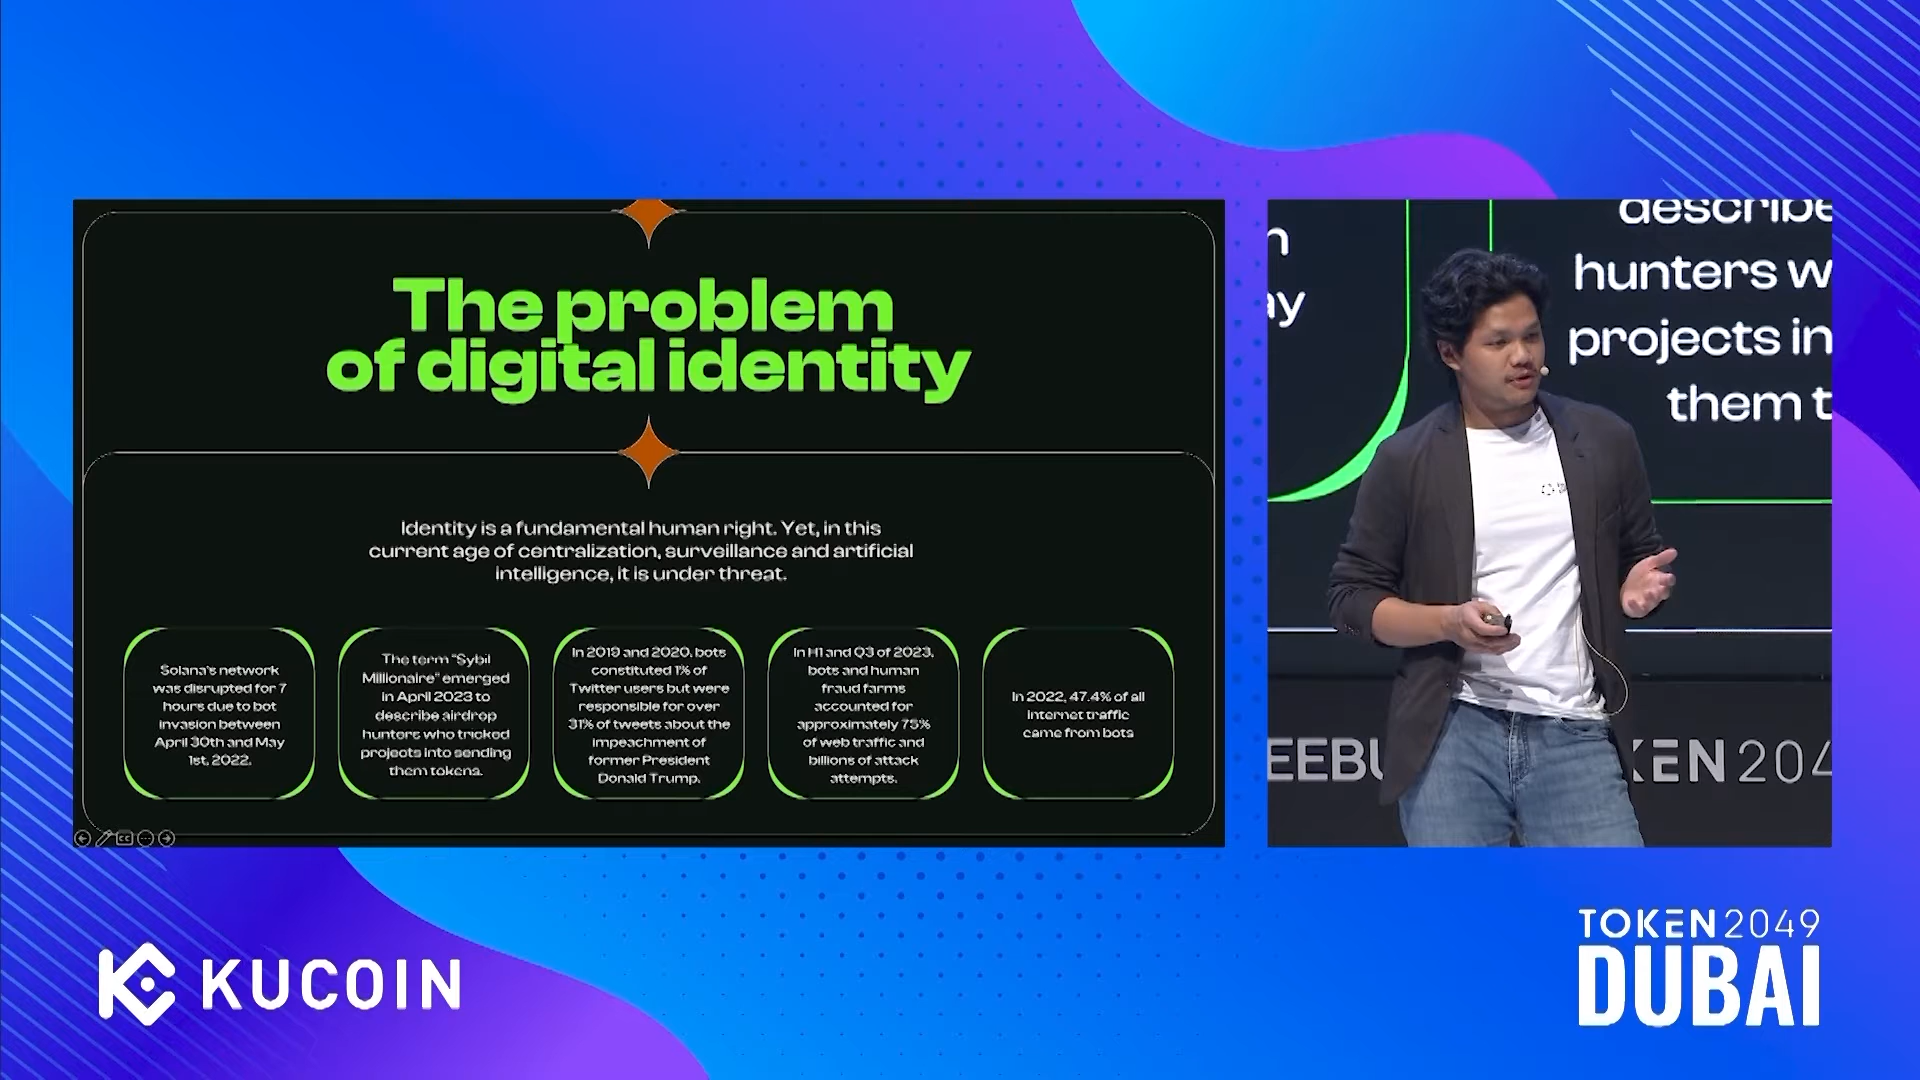 The problem
of digital identity
Identity is a fundamental human right. Yet, in this
current age of centralization, surveillance and artificial
intelligence, it is under threat.
Solana's network
was disrupted for 7
hours due to bot
invasion between
April 30th and May
1st, 2022.
The term "Sybil
Millionaire" emerged
in April 2023 to
describe airdrop
hunters who tricked
projects into sending
them tokens.
In 2019 and 2020, bots
constituted 1% of
Twitter users but were
responsible for over
31% of tweets about the
impeachment of
former President
Donald Trump.
In H1 and Q3 of 2023,
bots and human
fraud farms
accounted for
approximately 75%
of web traffic and
billions of attack
attempts.
In 2022, 47.4% of all
internet traffic
came from bots
n
ay
describe
hunters w
projects in
them t
EEBU
KEN 204
KUCOIN
TOKEN2049
DUBAI